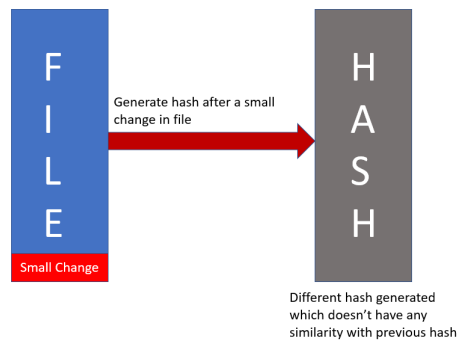 F
I
L
E
Small Change
Generate hash after a small
change in file
H
A
S
H
Different hash generated
which doesn't have any
similarity with previous hash